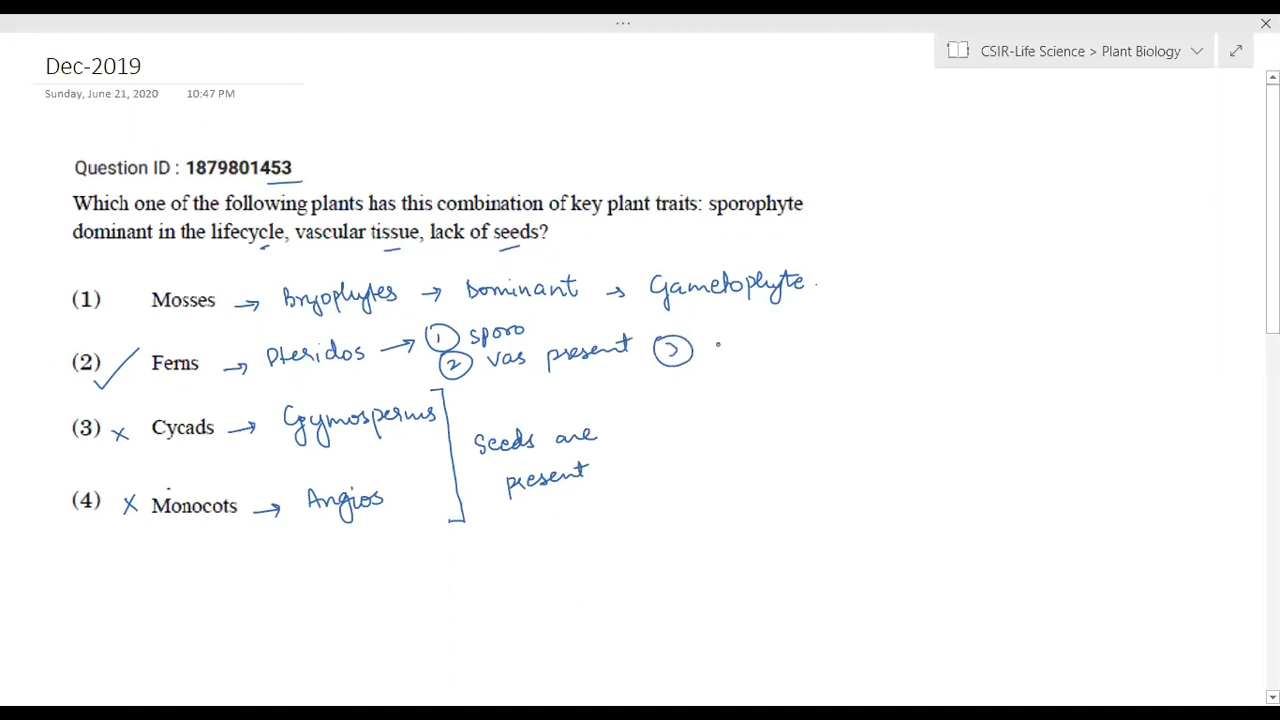 ...
CSIR-Life Science > Plant Biology
Dec-2019
Sunday, June 21, 2020 10:47 PM
Question ID : 1879801453
Which one of the following plants has this combination of key plant traits: sporophyte
dominant in the lifecycle, vascular tissue, lack of seeds?
(1) Mosses → Bryophytes → Dominant → Gametophyte.
(2) ✓ Ferns → Pteridos → ① sporo
② vas present ③
(3) x Cycads → Gymosperms
Seeds are
present
(4) x Monocots → Angios